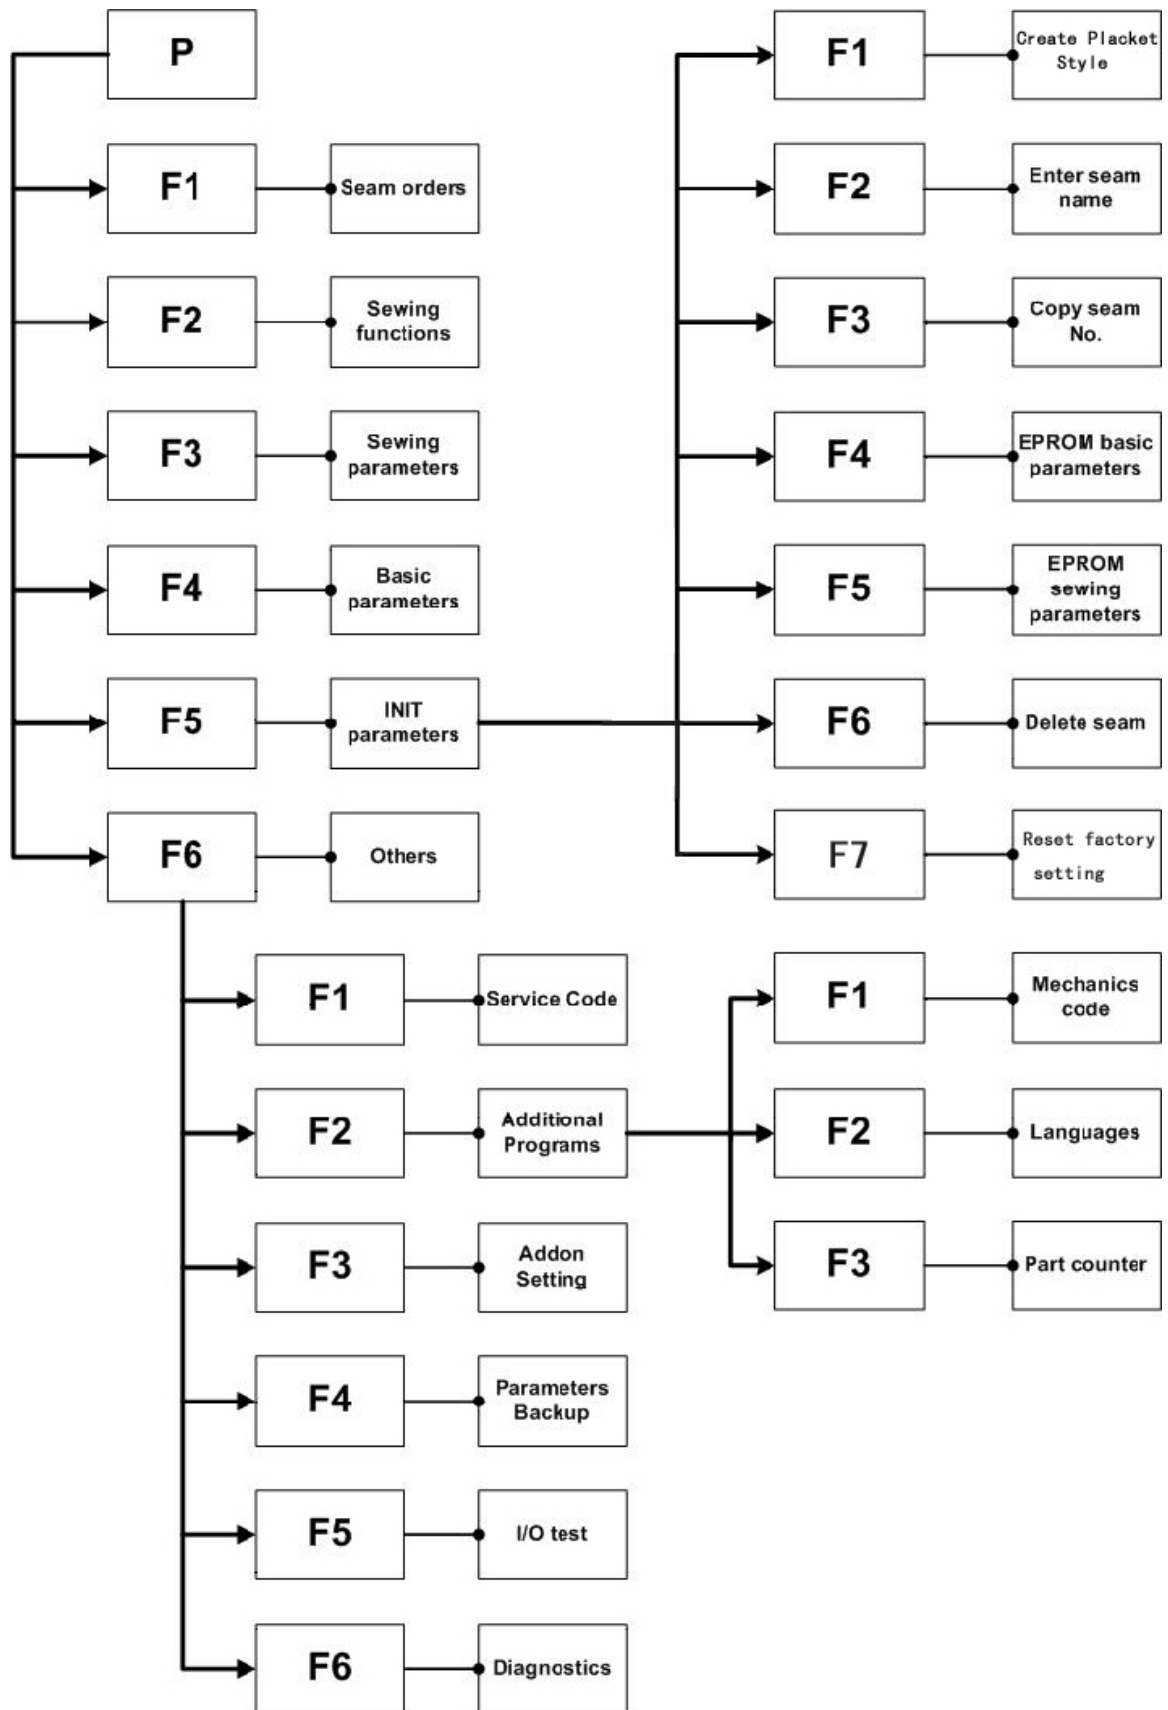 P
F1
Seam orders
F2
Sewing
functions
F3
Sewing
parameters
F4
Basic
parameters
F5
INIT
parameters
F6
Others
F1
Create Placket
Style
F2
Enter seam
name
F3
Copy seam
No.
F4
EPROM basic
parameters
F5
EPROM
sewing
parameters
F6
Delete seam
F7
Reset factory
setting
F1
Service Code
F2
Additional
Programs
F3
Addon
Setting
F4
Parameters
Backup
F5
I/O test
F6
Diagnostics
F1
Mechanics
code
F2
Languages
F3
Part counter